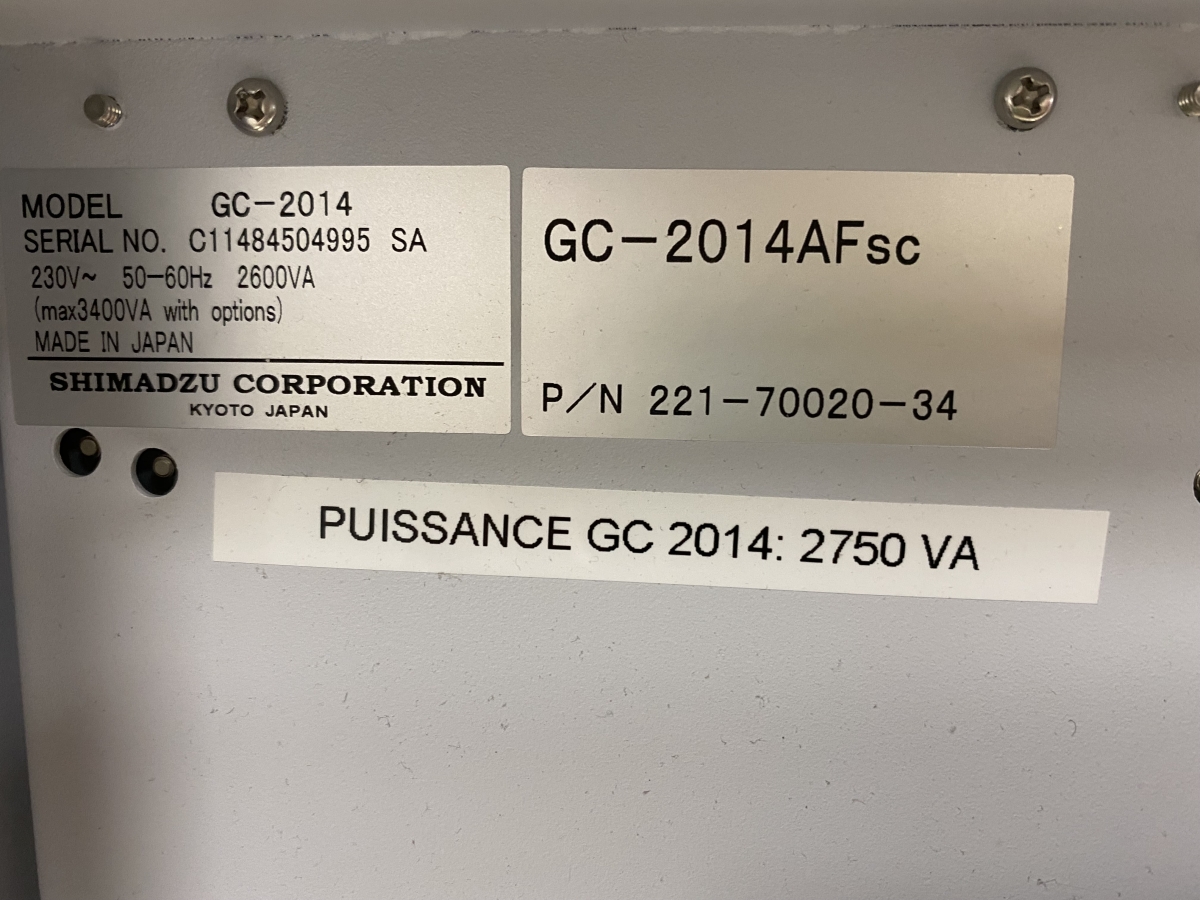 MODEL GC-2014
SERIAL NO. C11484504995 SA
230V~ 50-60Hz 2600VA
(max3400VA with options)
MADE IN JAPAN
SHIMADZU CORPORATION
KYOTO JAPAN
GC-2014AFsc
P/N 221-70020-34
PUISSANCE GC 2014: 2750 VA